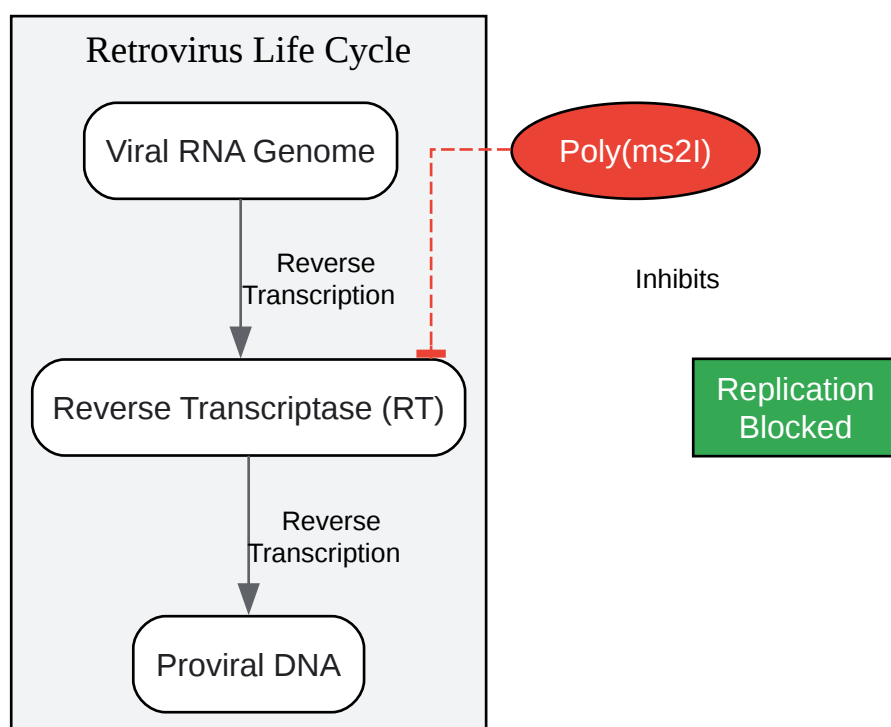 Retrovirus Life Cycle
Viral RNA Genome
Poly(ms2I)
Reverse
Transcription
Inhibits
Reverse Transcriptase (RT)
Replication
Blocked
Reverse
Transcription
Proviral DNA